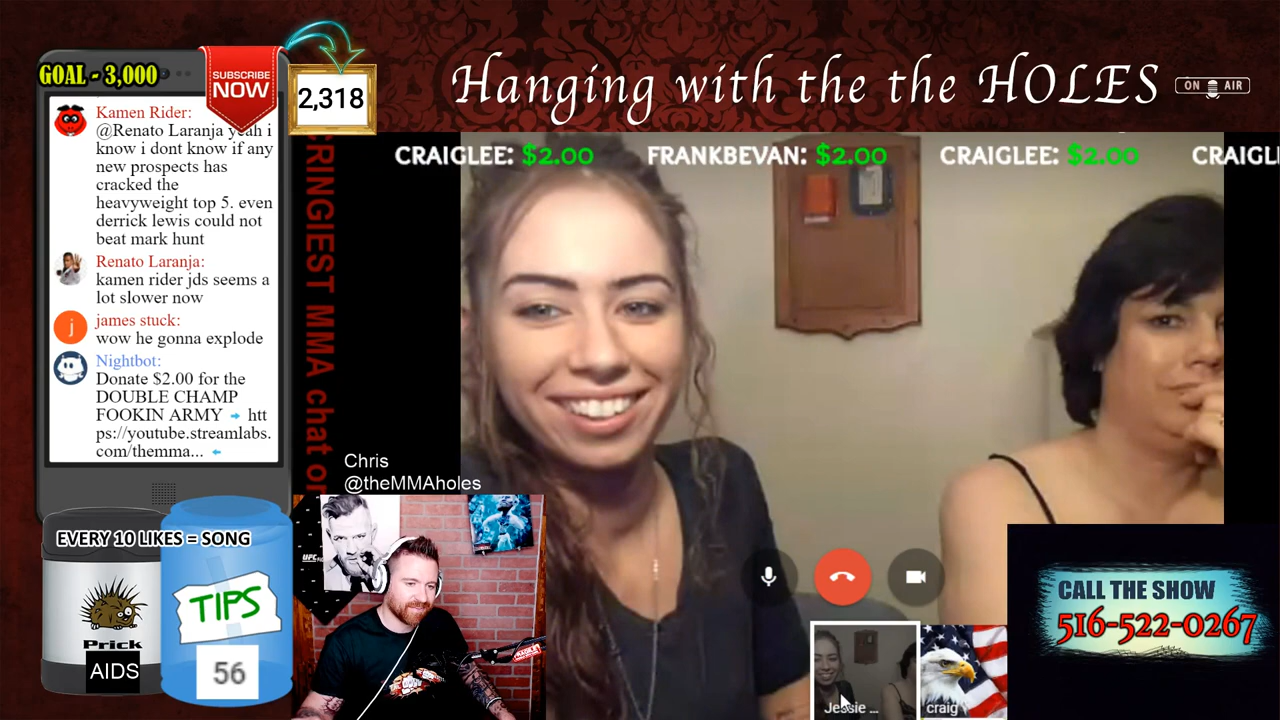 GOAL - 3,000
SUBSCRIBE
NOW
2,318
Hanging with the the HOLES
ON AIR
CRAIGLEE: $2.00 FRANKBEVAN: $2.00 CRAIGLEE: $2.00 CRAIGL
Kamen Rider:
@Renato Laranja yeah i
know i dont know if any
new prospects has
cracked the
heavyweight top 5. even
derrick lewis could not
beat mark hunt
Renato Laranja:
kamen rider jds seems a
lot slower now
james stuck:
wow he gonna explode
Nightbot:
Donate $2.00 for the
DOUBLE CHAMP
FOOKIN ARMY htt
ps://youtube.streamlabs.
com/themma...
RINGIEST MMA chat on
Chris
@theMMAholes
EVERY 10 LIKES = SONG
Prick
AIDS
TIPS
56
UFC
Jessie ...
craig
CALL THE SHOW
516-522-0267